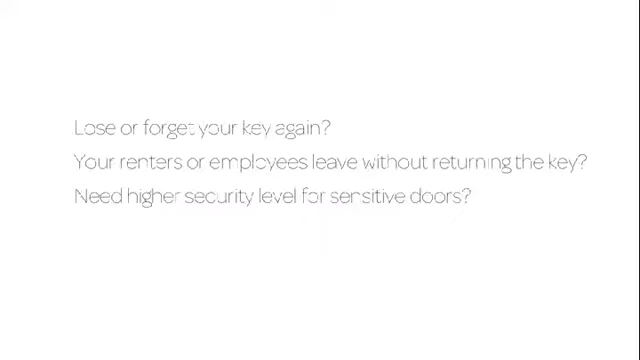 Lose or forget your key again?
Your renters or employees leave without returning the key?
Need higher security level for sensitive doors?